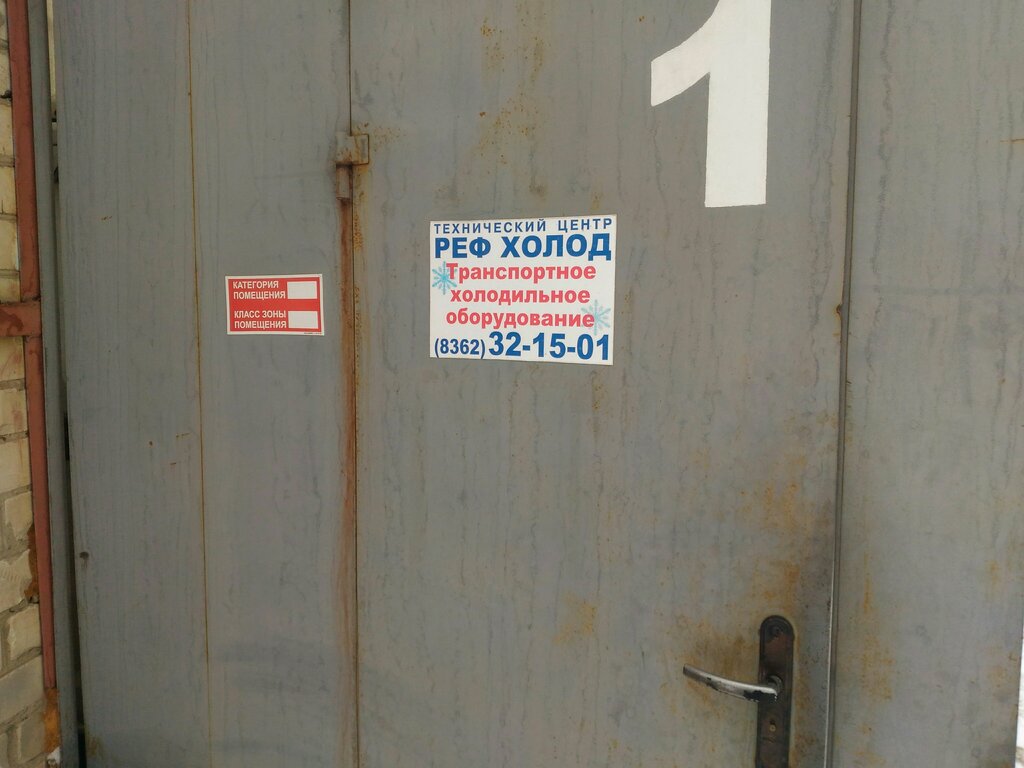 1
ТЕХНИЧЕСКИЙ ЦЕНТР
РЕФ ХОЛОД
Транспортное
холодильное
оборудование
(8362) 32-15-01
КАТЕГОРИЯ
ПОМЕЩЕНИЯ
КЛАСС ЗОНЫ
ПОМЕЩЕНИЯ